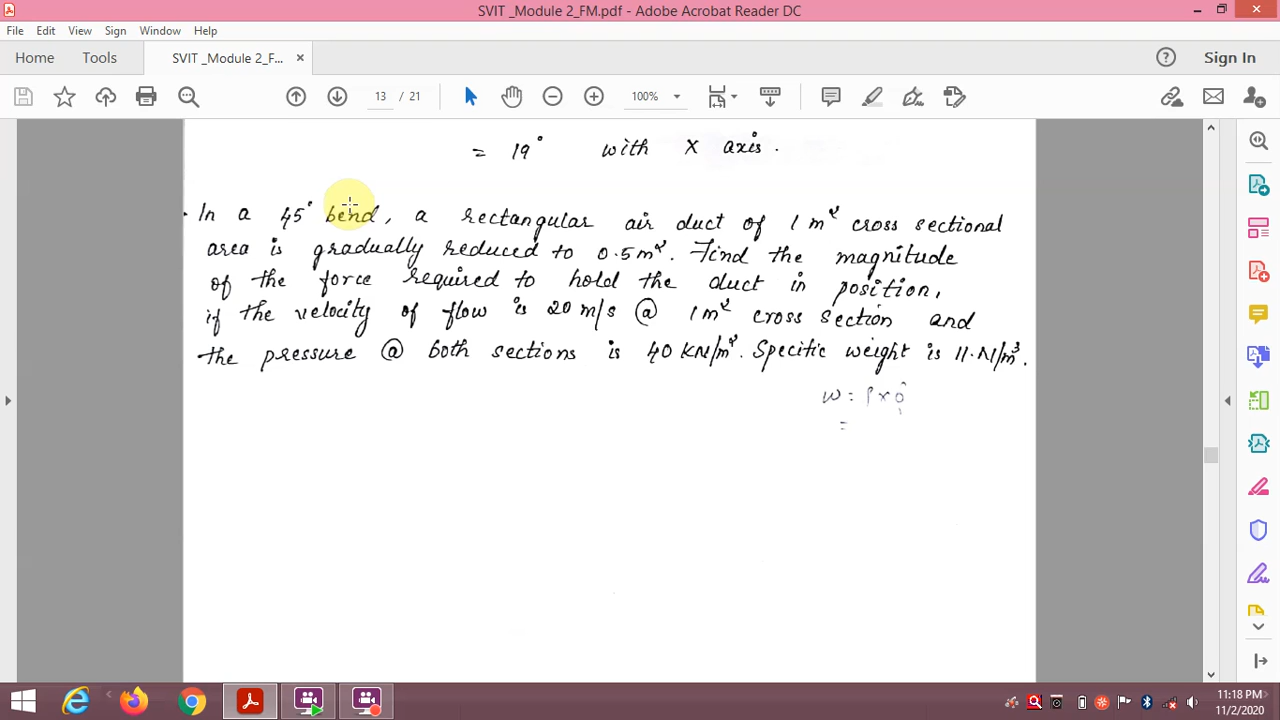 SVIT _Module 2_FM.pdf - Adobe Acrobat Reader DC
File Edit View Sign Window Help
Home Tools SVIT _Module 2_F... × Sign In
13 / 21 100%
= 19° with X axis.
In a 45° bend, a rectangular air duct of 1 m² cross sectional
area is gradually reduced to 0.5 m². Find the magnitude
of the force required to hold the duct in position,
if the velocity of flow is 20 m/s @ 1 m² cross section and
the pressure @ both sections is 40 KN/m². Specific weight is 11.N/m³.
w = ρ x g
=
11:18 PM
11/2/2020